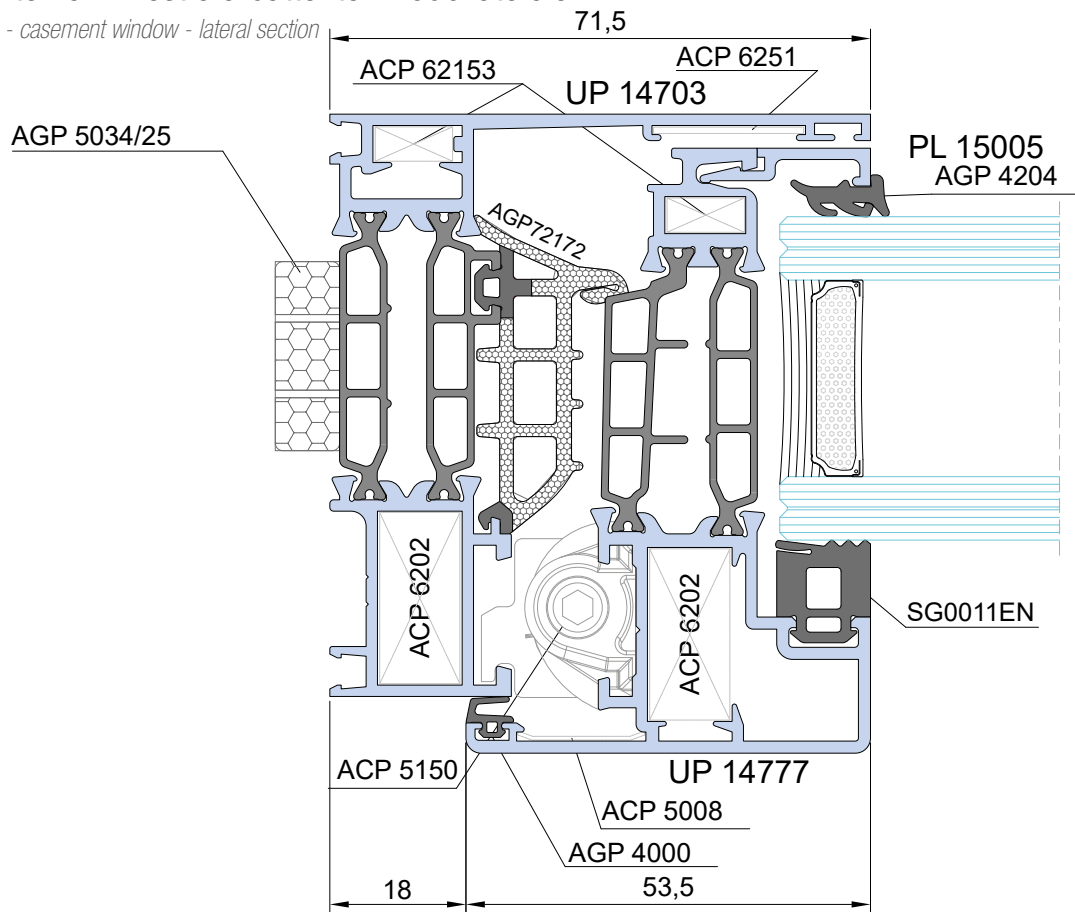 - casement window - lateral section
71,5
ACP 62153
ACP 6251
UP 14703
AGP 5034/25
PL 15005
AGP 4204
AGP72172
ACP 6202
ACP 6202
SG0011EN
ACP 5150
UP 14777
ACP 5008
AGP 4000
18
53,5